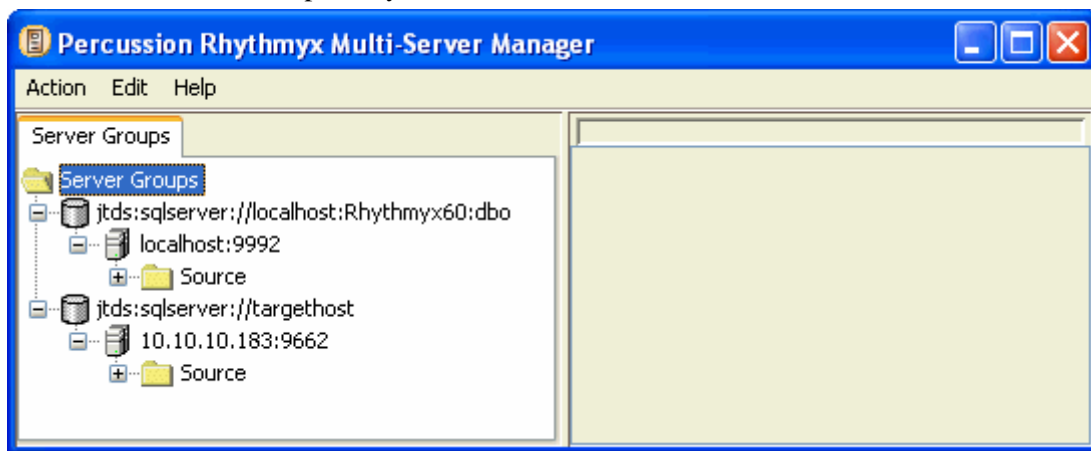 Percussion Rhythmyx Multi-Server Manager
Action Edit Help
Server Groups
Server Groups
jtds:sqlserver://localhost:Rhythmyx60:dbo
localhost:9992
Source
jtds:sqlserver://targethost
10.10.10.183:9662
Source